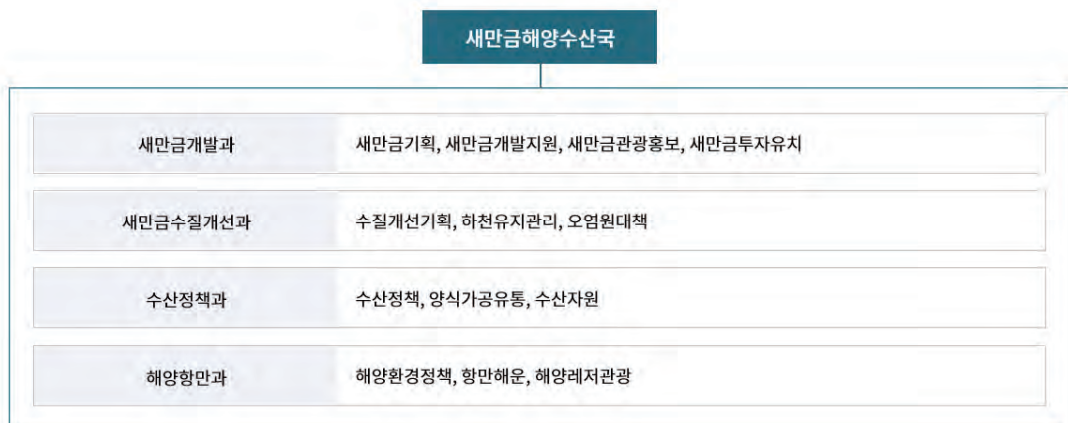 새만금해양수산국
새만금개발과
새만금기획, 새만금개발지원, 새만금관광홍보, 새만금투자유치
새민금수질개선과
수질개선기획, 하천유지관리, 오염원대책
수산정책과
수산정책, 양식가공유통, 수산자원
해양항만과
해양환경정책, 항만해운, 해양레저관광